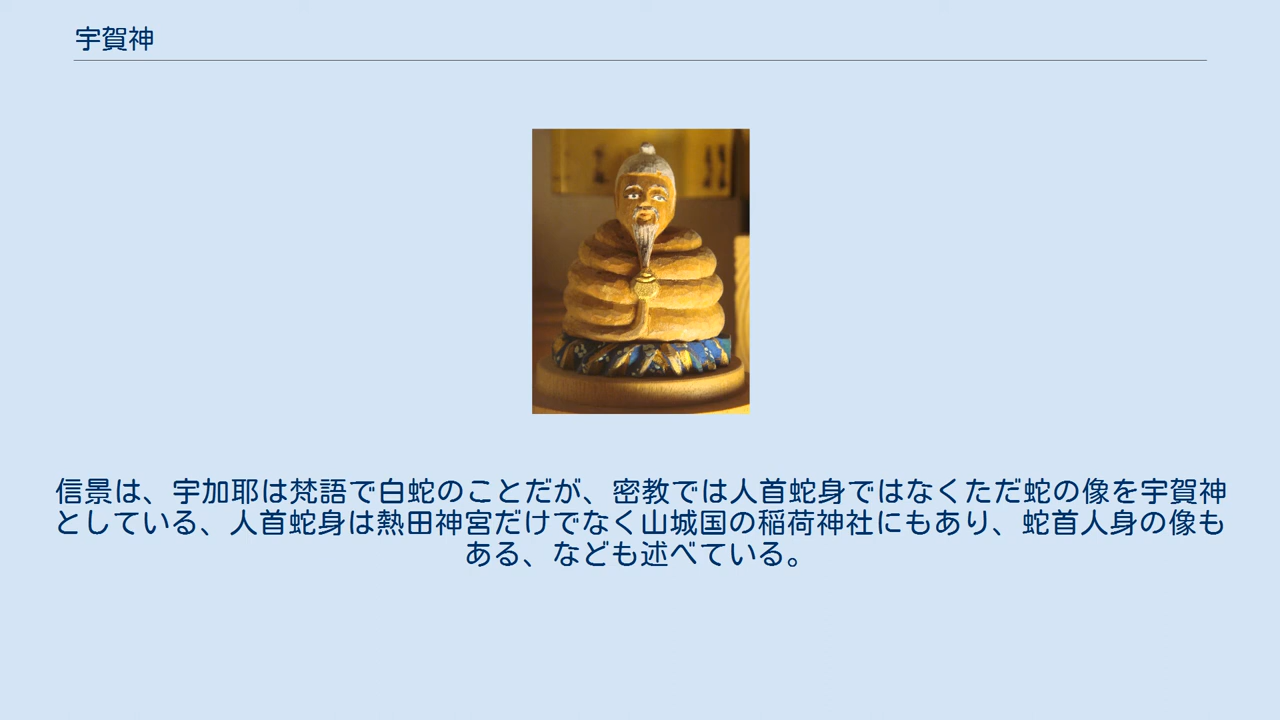 宇賀神
信景は、宇加耶は梵語で白蛇のことだが、密教では人首蛇身ではなくただ蛇の像を宇賀神
としている、人首蛇身は熱田神宮だけでなく山城国の稲荷神社にもあり、蛇首人身の像も
ある、なども述べている。